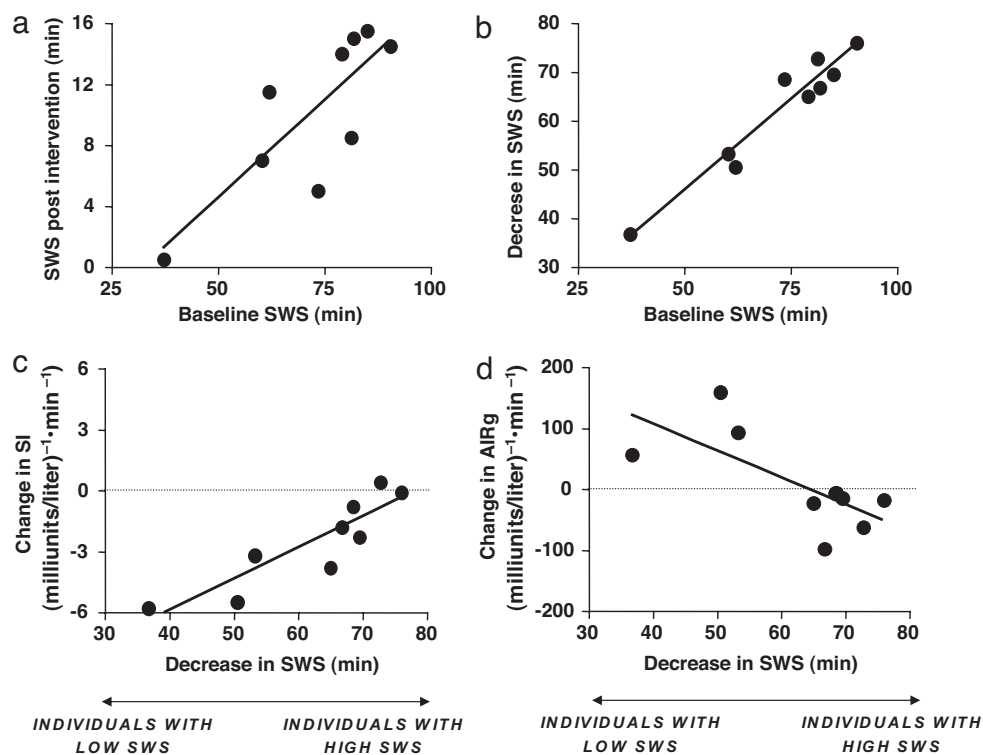 a
SWS post intervention (min)
16
12
8
4
0
25
50
75
100
Baseline SWS (min)
b
Decrese in SWS (min)
80
70
60
50
40
30
25
50
75
100
Baseline SWS (min)
c
Change in SI
(milliunits/liter)⁻¹•min ⁻¹
6
3
0
-3
-6
30
40
50
60
70
80
Decrease in SWS (min)
INDIVIDUALS WITH
LOW SWS
INDIVIDUALS WITH
HIGH SWS
d
Change in AIRg
(milliunits/liter)⁻¹•min ⁻¹
200
100
0
-100
-200
30
40
50
60
70
80
Decrease in SWS (min)
INDIVIDUALS WITH
LOW SWS
INDIVIDUALS WITH
HIGH SWS